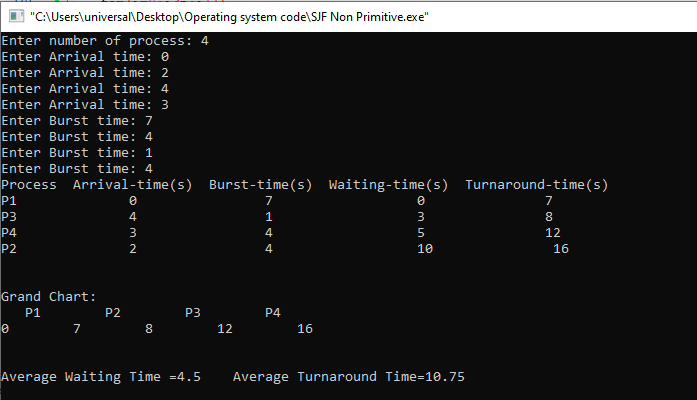 "C:\Users\universal\Desktop\Operating system code\SJF Non Primitive.exe"
Enter number of process: 4
Enter Arrival time: 0
Enter Arrival time: 2
Enter Arrival time: 4
Enter Arrival time: 3
Enter Burst time: 7
Enter Burst time: 4
Enter Burst time: 1
Enter Burst time: 4
Process  Arrival-time(s)  Burst-time(s)  Waiting-time(s)  Turnaround-time(s)
P1 0 7 0 7
P3 4 1 3 8
P4 3 4 5 12
P2 2 4 10 16
Grand Chart:
P1 P2 P3 P4
0 7 8 12 16
Average Waiting Time =4.5    Average Turnaround Time=10.75